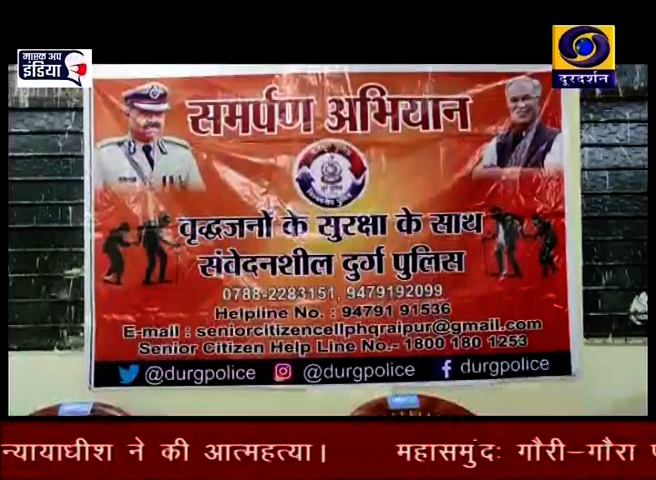 मास्क अप
इंडिया
दूरदर्शन
समर्पण अभियान
वृद्धजनों के सुरक्षा के साथ
संवेदनशील दुर्ग पुलिस
0788-2283151, 9479192099
Helpline No. : 94791 91536
E-mail : seniorcitizencellphqraipur@gmail.com
Senior Citizen Help Line No.- 1800 180 1253
@durgpolice @durgpolice durgpolice
न्यायाधीश ने की आत्महत्या। महासमुंद: गौरी-गौरा